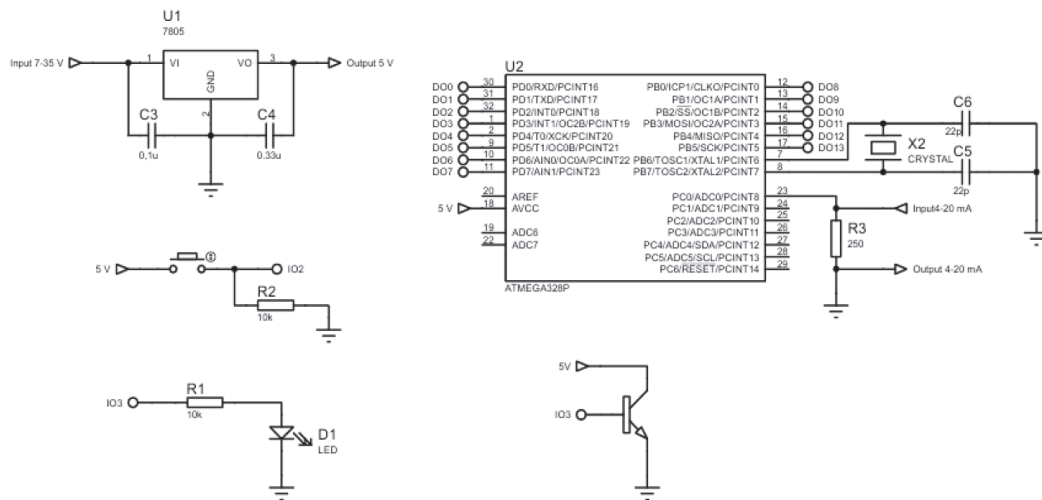 U1
7805
Input 7-35 V
1
VI
VO
3
Output 5 V
GND
2
C3
0,1u
C4
0.33u
5 V
IO2
R2
10k
IO3
R1
10k
D1
LED
U2
DO0 30 PD0/RXD/PCINT16
DO1 31 PD1/TXD/PCINT17
DO2 32 PD2/INT0/PCINT18
DO3 1 PD3/INT1/OC2B/PCINT19
DO4 2 PD4/T0/XCK/PCINT20
DO5 9 PD5/T1/OC0B/PCINT21
DO6 10 PD6/AIN0/OC0A/PCINT22
DO7 11 PD7/AIN1/PCINT23
20 AREF
5 V 18 AVCC
19 ADC6
22 ADC7
PB0/ICP1/CLKO/PCINT0 12 DO8
PB1/OC1A/PCINT1 13 DO9
PB2/SS/OC1B/PCINT2 14 DO10
PB3/MOSI/OC2A/PCINT3 15 DO11
PB4/MISO/PCINT4 16 DO12
PB5/SCK/PCINT5 17 DO13
PB6/TOSC1/XTAL1/PCINT6 7
PB7/TOSC2/XTAL2/PCINT7 8
PC0/ADC0/PCINT8 23
PC1/ADC1/PCINT9 24
PC2/ADC2/PCINT10 25
PC3/ADC3/PCINT11 26
PC4/ADC4/SDA/PCINT12 27
PC5/ADC5/SCL/PCINT13 28
PC6/RESET/PCINT14 29
ATMEGA328P
C6
22p
X2
CRYSTAL
C5
22p
Input4-20 mA
R3
250
Output 4-20 mA
5V
IO3